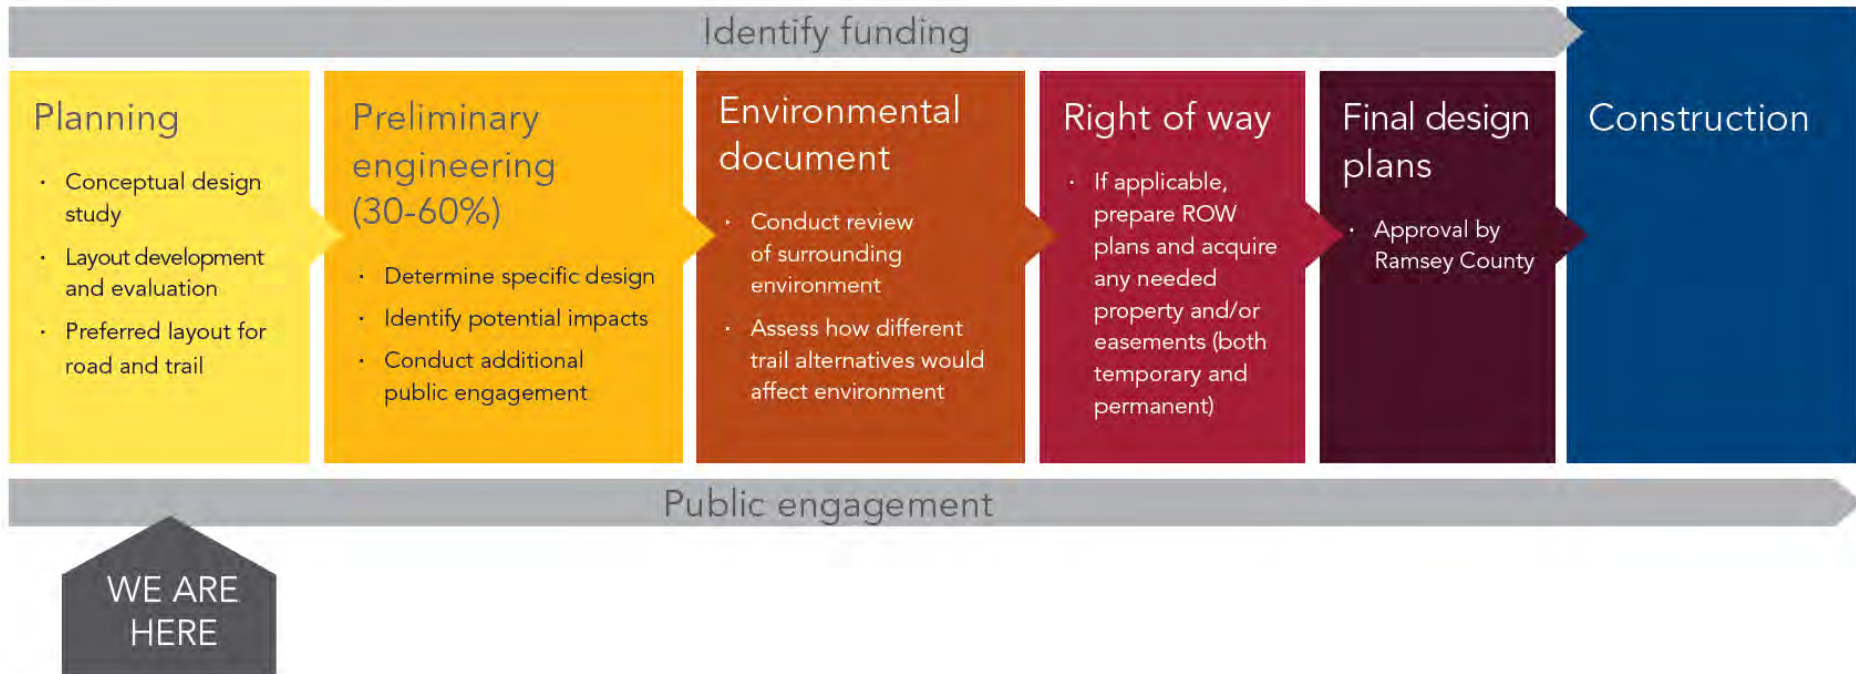 Identify funding
Planning
· Conceptual design
study
· Layout development
and evaluation
· Preferred layout for
road and trail
Preliminary
engineering
(30-60%)
· Determine specific design
· Identify potential impacts
· Conduct additional
public engagement
Environmental
document
· Conduct review
of surrounding
environment
· Assess how different
trail alternatives would
affect environment
Right of way
· If applicable,
prepare ROW
plans and acquire
any needed
property and/or
easements (both
temporary and
permanent)
Final design
plans
· Approval by
Ramsey County
Construction
Public engagement
WE ARE
HERE